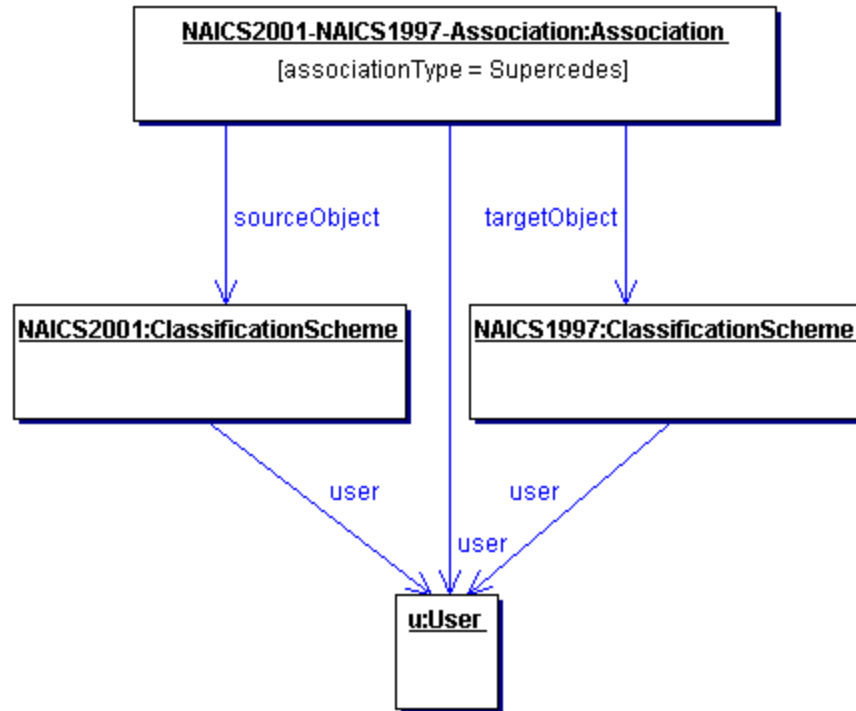 NAICS2001-NAICS1997-Association:Association
[associationType = Supercedes]
sourceObject
targetObject
NAICS2001:ClassificationScheme
NAICS1997:ClassificationScheme
user
user
user
u:User